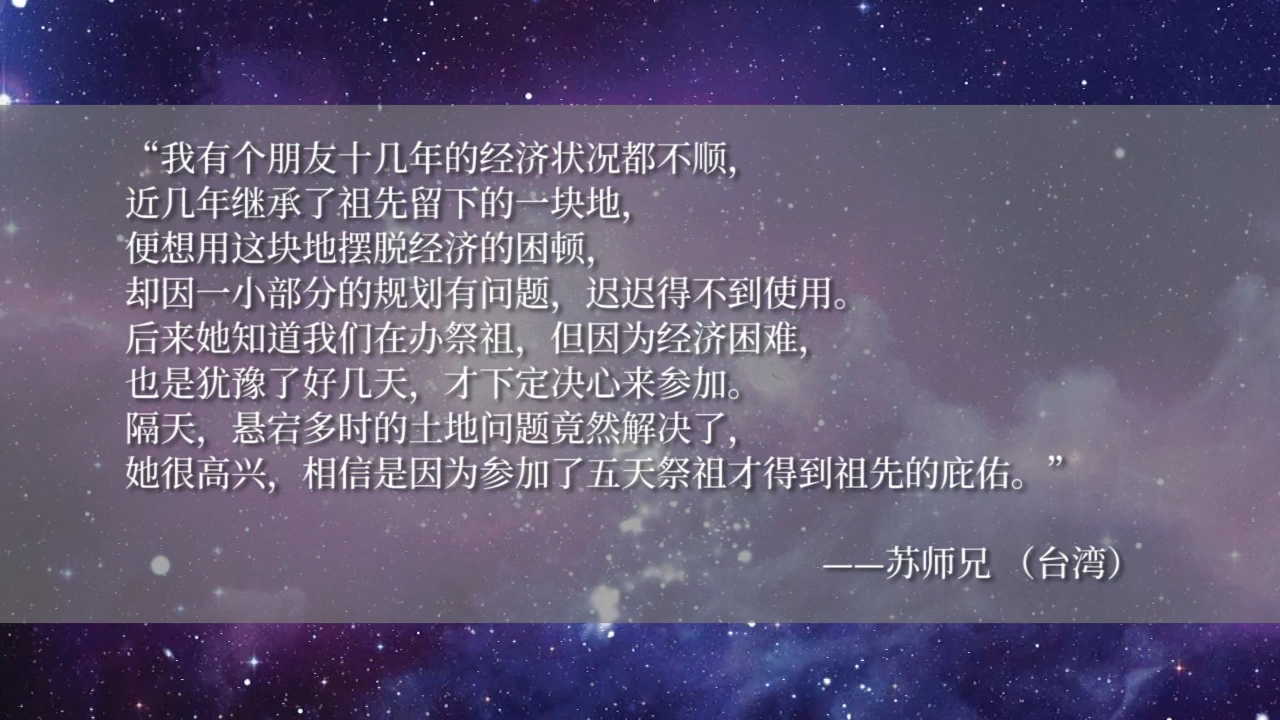 “我有个朋友十几年的经济状况都不顺，
近几年继承了祖先留下的一块地，
便想用这块地摆脱经济的困顿，
却因一小部分的规划有问题，迟迟得不到使用。
后来她知道我们在办祭祖，但因为经济困难，
也是犹豫了好几天，才下定决心来参加。
隔天，悬宕多时的土地问题竟然解决了，
她很高兴，相信是因为参加了五天祭祖才得到祖先的庇佑。”
——苏师兄 （台湾）